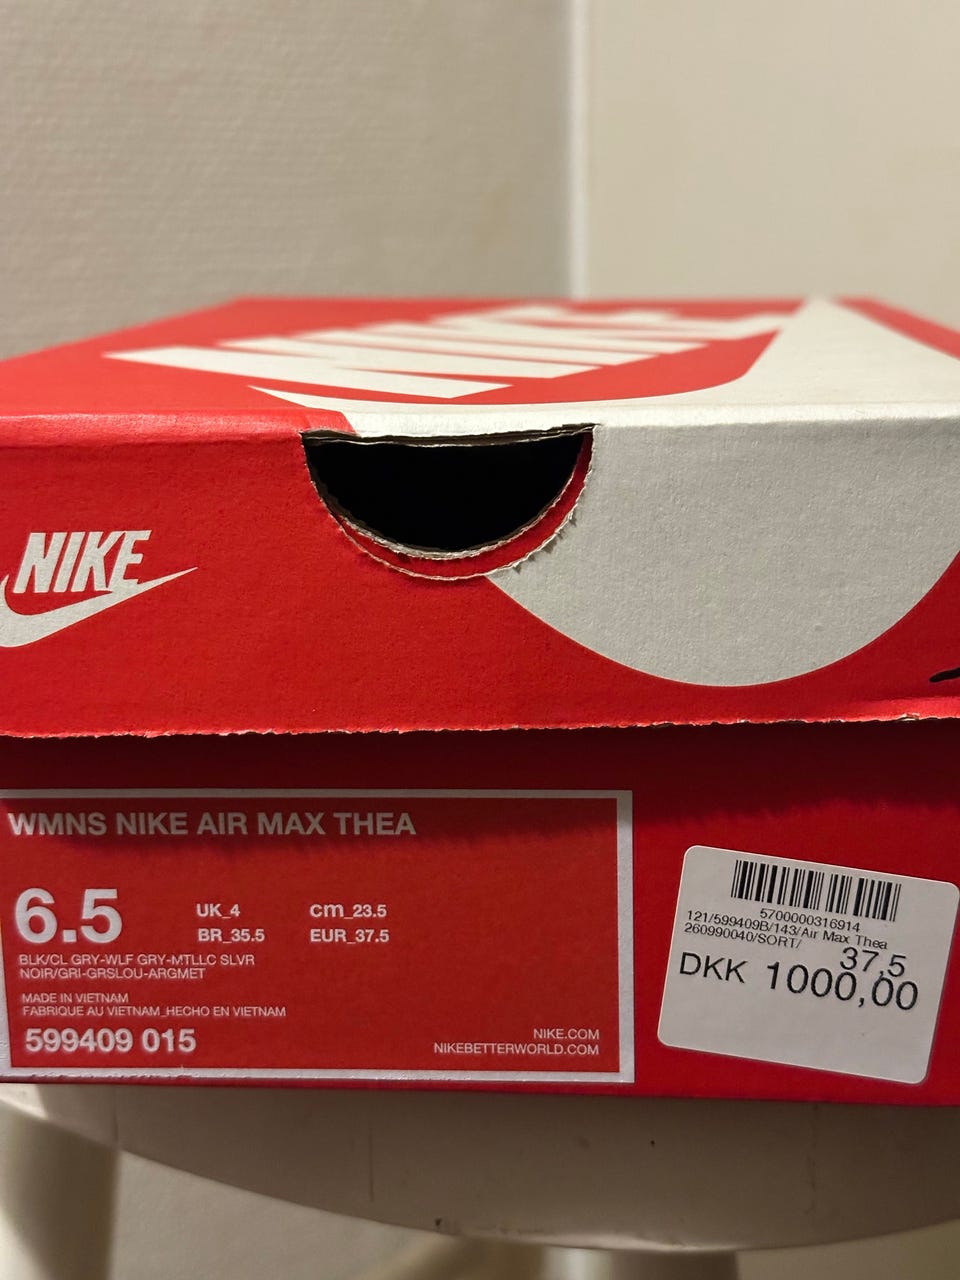 NIKE
NIKE
WMNS NIKE AIR MAX THEA
6.5
UK_4 cm_23.5
BR_35.5 EUR_37.5
BLK/CL GRY-WLF GRY-MTLLC SLVR
NOIR/GRI-GRSLOU-ARGMET
MADE IN VIETNAM
FABRIQUE AU VIETNAM_HECHO EN VIETNAM
599409 015
NIKE.COM
NIKEBETTERWORLD.COM
5700000316914
121/599409B/143/Air Max Thea
260990040/SORT/
37,5
DKK 1000,00